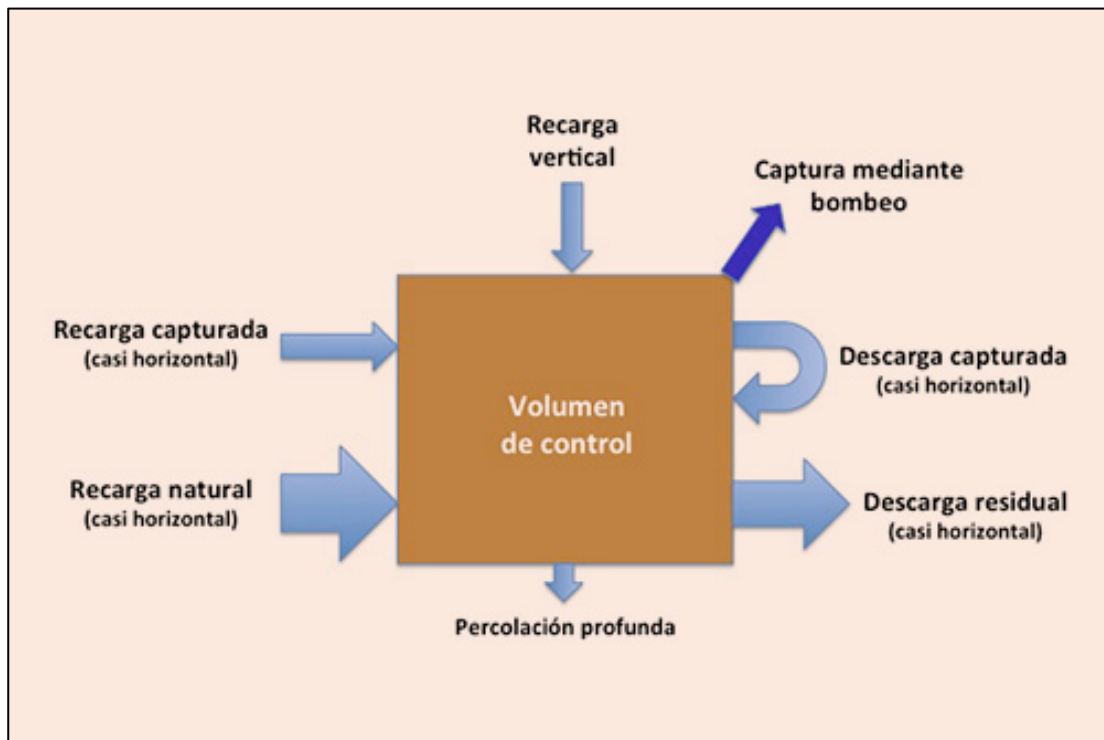 Recarga
vertical
Captura mediante
bombeo
Recarga capturada
(casi horizontal)
Descarga capturada
(casi horizontal)
Volumen
de control
Recarga natural
(casi horizontal)
Descarga residual
(casi horizontal)
Percolación profunda